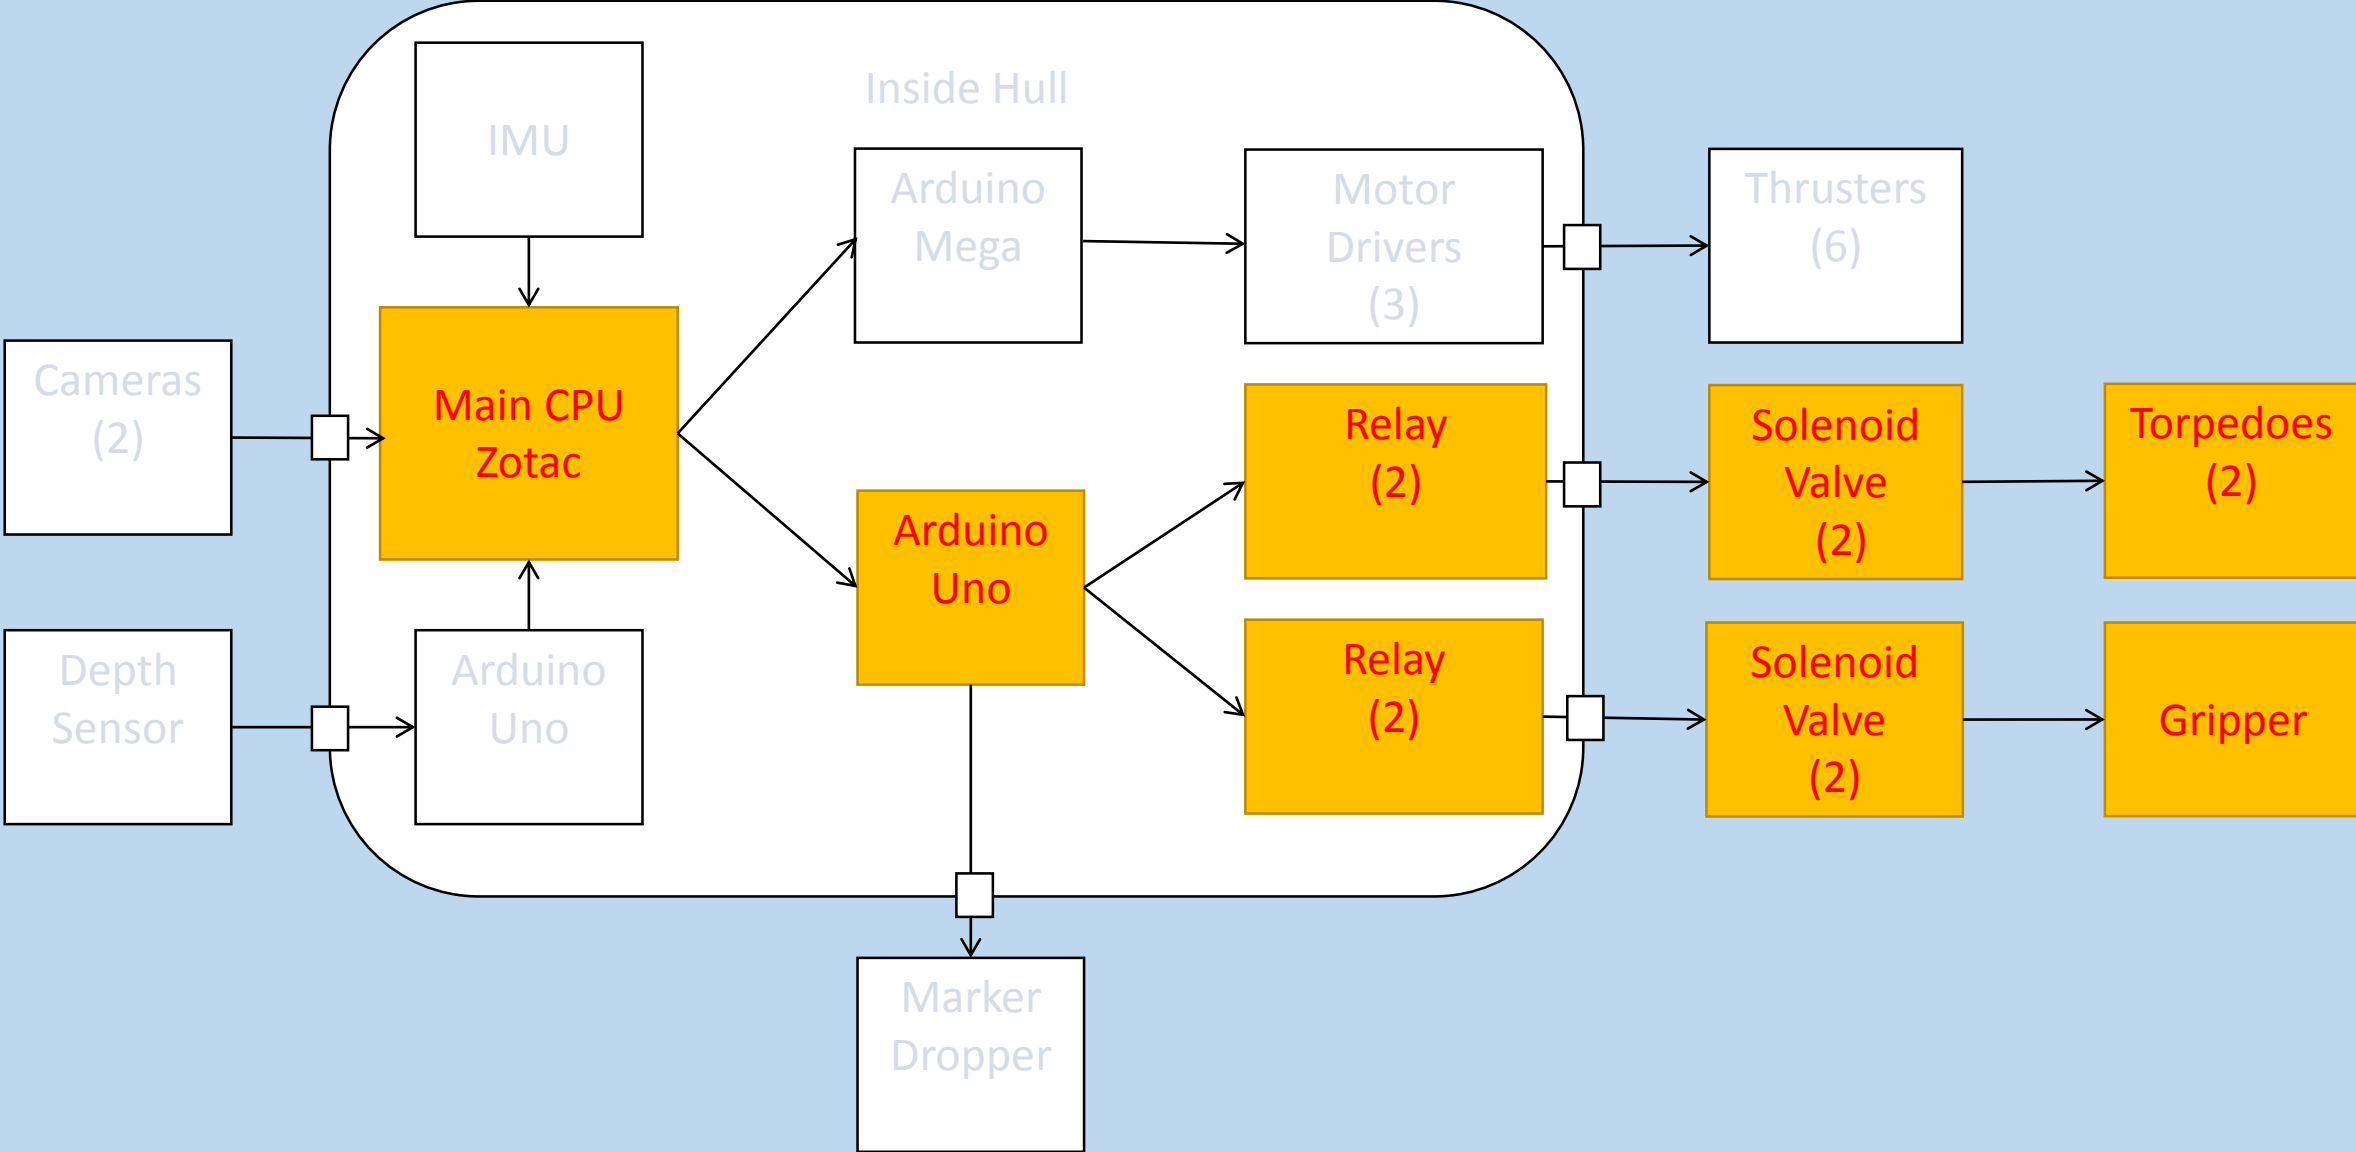 Inside Hull
IMU
Arduino
Mega
Motor
Drivers
(3)
Thrusters
(6)
Cameras
(2)
Main CPU
Zotac
Relay
(2)
Solenoid
Valve
(2)
Torpedoes
(2)
Arduino
Uno
Depth
Sensor
Arduino
Uno
Relay
(2)
Solenoid
Valve
(2)
Gripper
Marker
Dropper